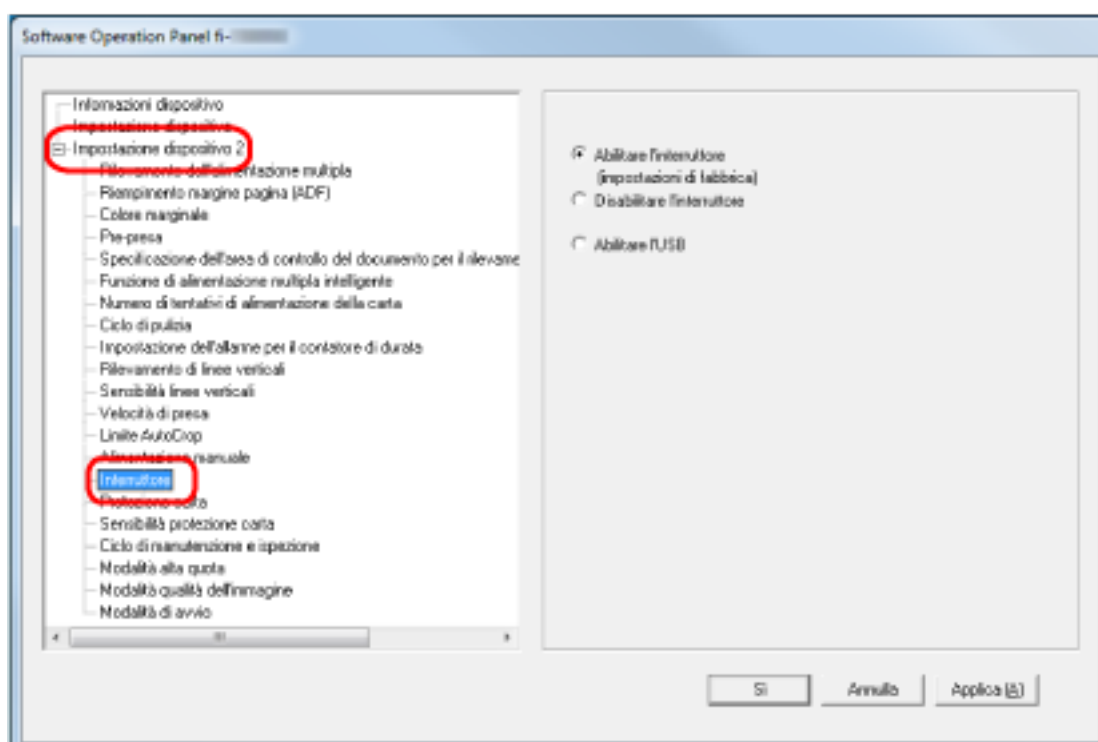 Software Operation Panel fi-
Informazioni dispositivo
Impostazione dispositivo
Impostazione dispositivo 2
Rilevamento dell'alimentazione multipla
Riempimento margine pagina (ADF)
Colore marginale
Pre-presa
Specificazione dell'area di controllo del documento per il rilevame
Funzione di alimentazione multipla intelligente
Numero di tentativi di alimentazione della carta
Ciclo di pulizia
Impostazione dell'allarme per il contatore di durata
Rilevamento di linee verticali
Sensibilità linee verticali
Velocità di presa
Limite AutoCrop
Alimentazione manuale
Interruttore
Protezione carta
Sensibilità protezione carta
Ciclo di manutenzione e ispezione
Modalità alta quota
Modalità qualità dell'immagine
Modalità di avvio
Abilitare l'interruttore
(impostazioni di fabbrica)
Disabilitare l'interruttore
Abilitare l'USB
Sì
Annulla
Applica (A)